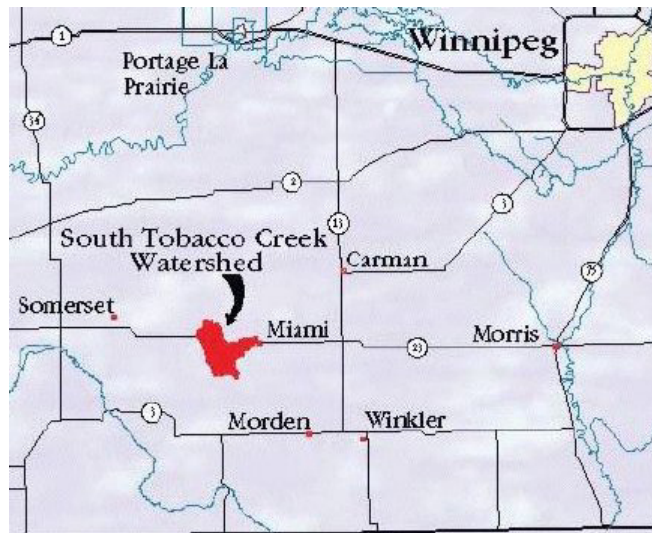 1
Winnipeg
Portage La
Prairie
34
2
13
3
South Tobacco Creek
Watershed
Carman
75
Somerset
Miami
23
Morris
3
Morden
Winkler